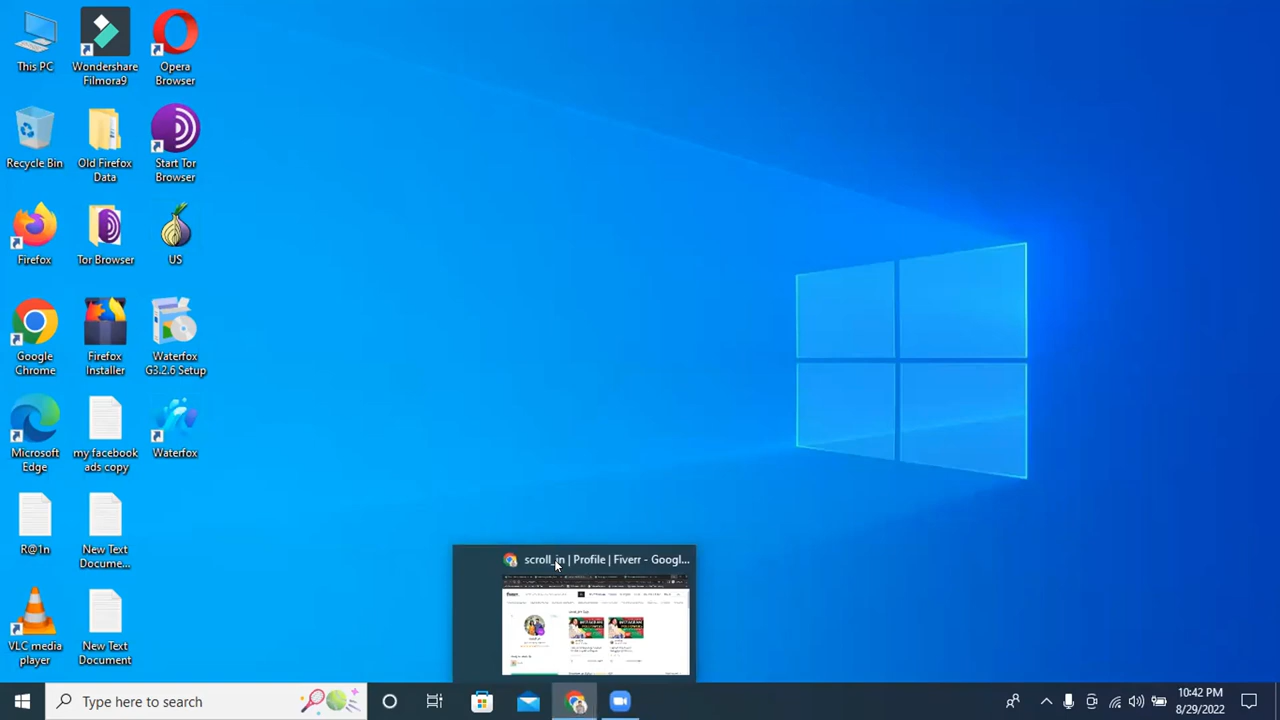 This PC
Wondershare
Filmora9
Opera
Browser
Recycle Bin
Old Firefox
Data
Start Tor
Browser
Firefox
Tor Browser
US
Google
Chrome
Firefox
Installer
Waterfox
G3.2.6 Setup
Microsoft
Edge
my facebook
ads copy
Waterfox
R@1n
New Text
Docume...
VLC media
player
New Text
Document
scroll_in | Profile | Fiverr - Googl...
fiverr.
INSTAGRAM
INSTAGRAM
Type here to search
10:42 PM
8/29/2022